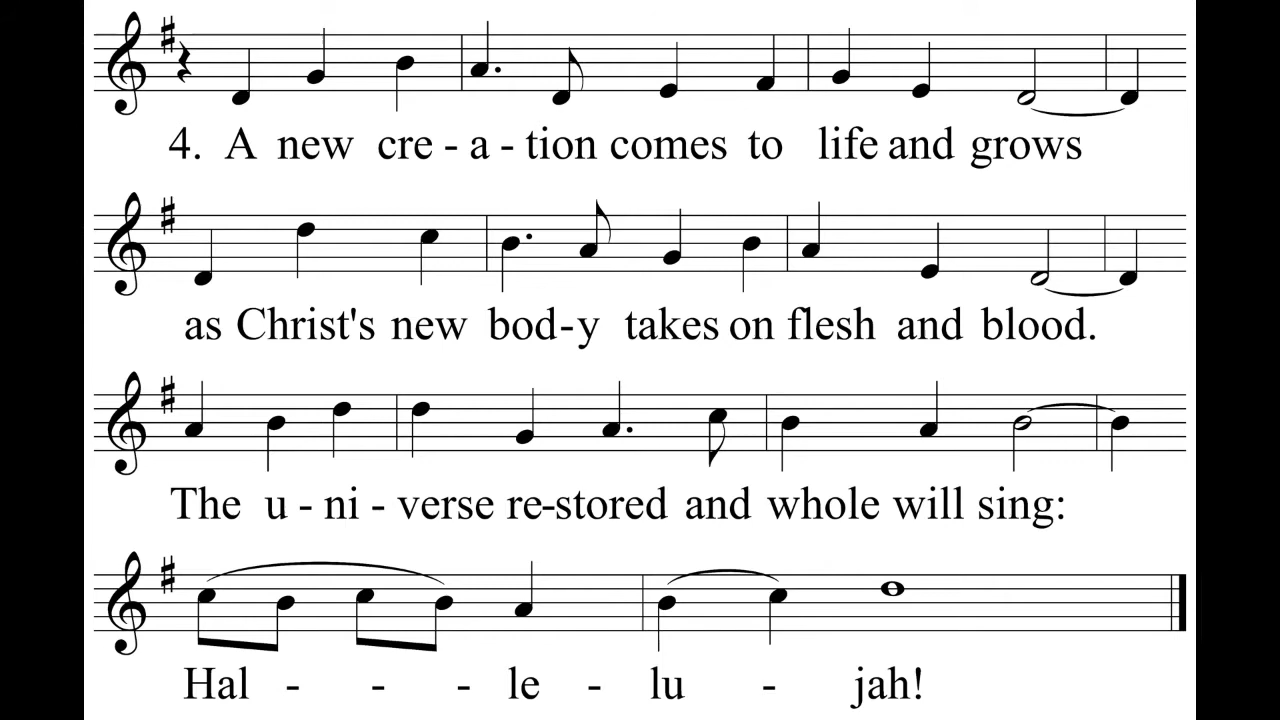 4. A new cre - a - tion comes to life and grows
as Christ's new bod-y takes on flesh and blood.
The u - ni - verse re-stored and whole will sing:
Hal - - - le - lu - jah!